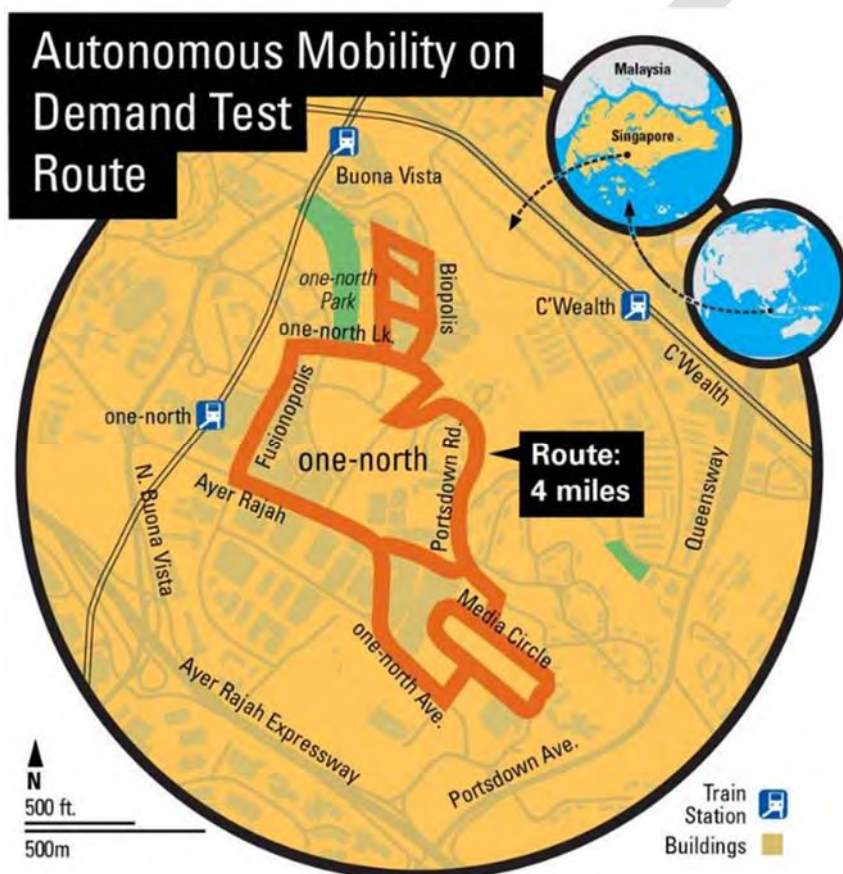 Autonomous Mobility on
Demand Test
Route
Malaysia
Singapore
Buona Vista
one-north
Park
Biopolis
C'Wealth
one-north Lk.
C'Wealth
one-north
Fusionopolis
one-north
Portsdown Rd.
Route:
4 miles
Ayer Rajah
Queensway
N. Buona Vista
Media Circle
one-north Ave.
Ayer Rajah Expressway
Portsdown Ave.
N
500 ft.
500m
Train
Station
Buildings